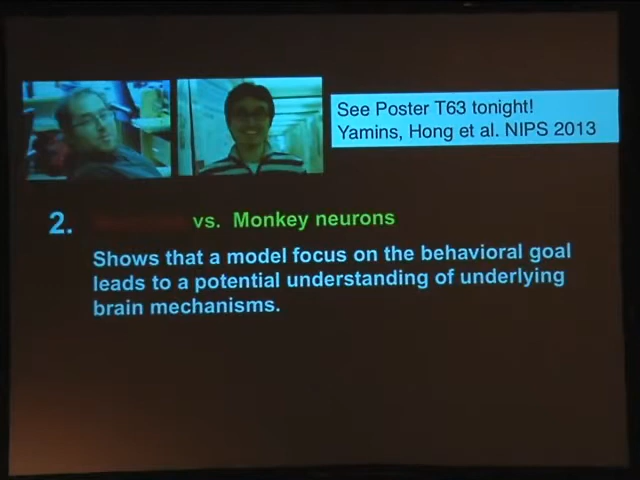 See Poster T63 tonight!
Yamins, Hong et al. NIPS 2013
2. vs. Monkey neurons
Shows that a model focus on the behavioral goal
leads to a potential understanding of underlying
brain mechanisms.